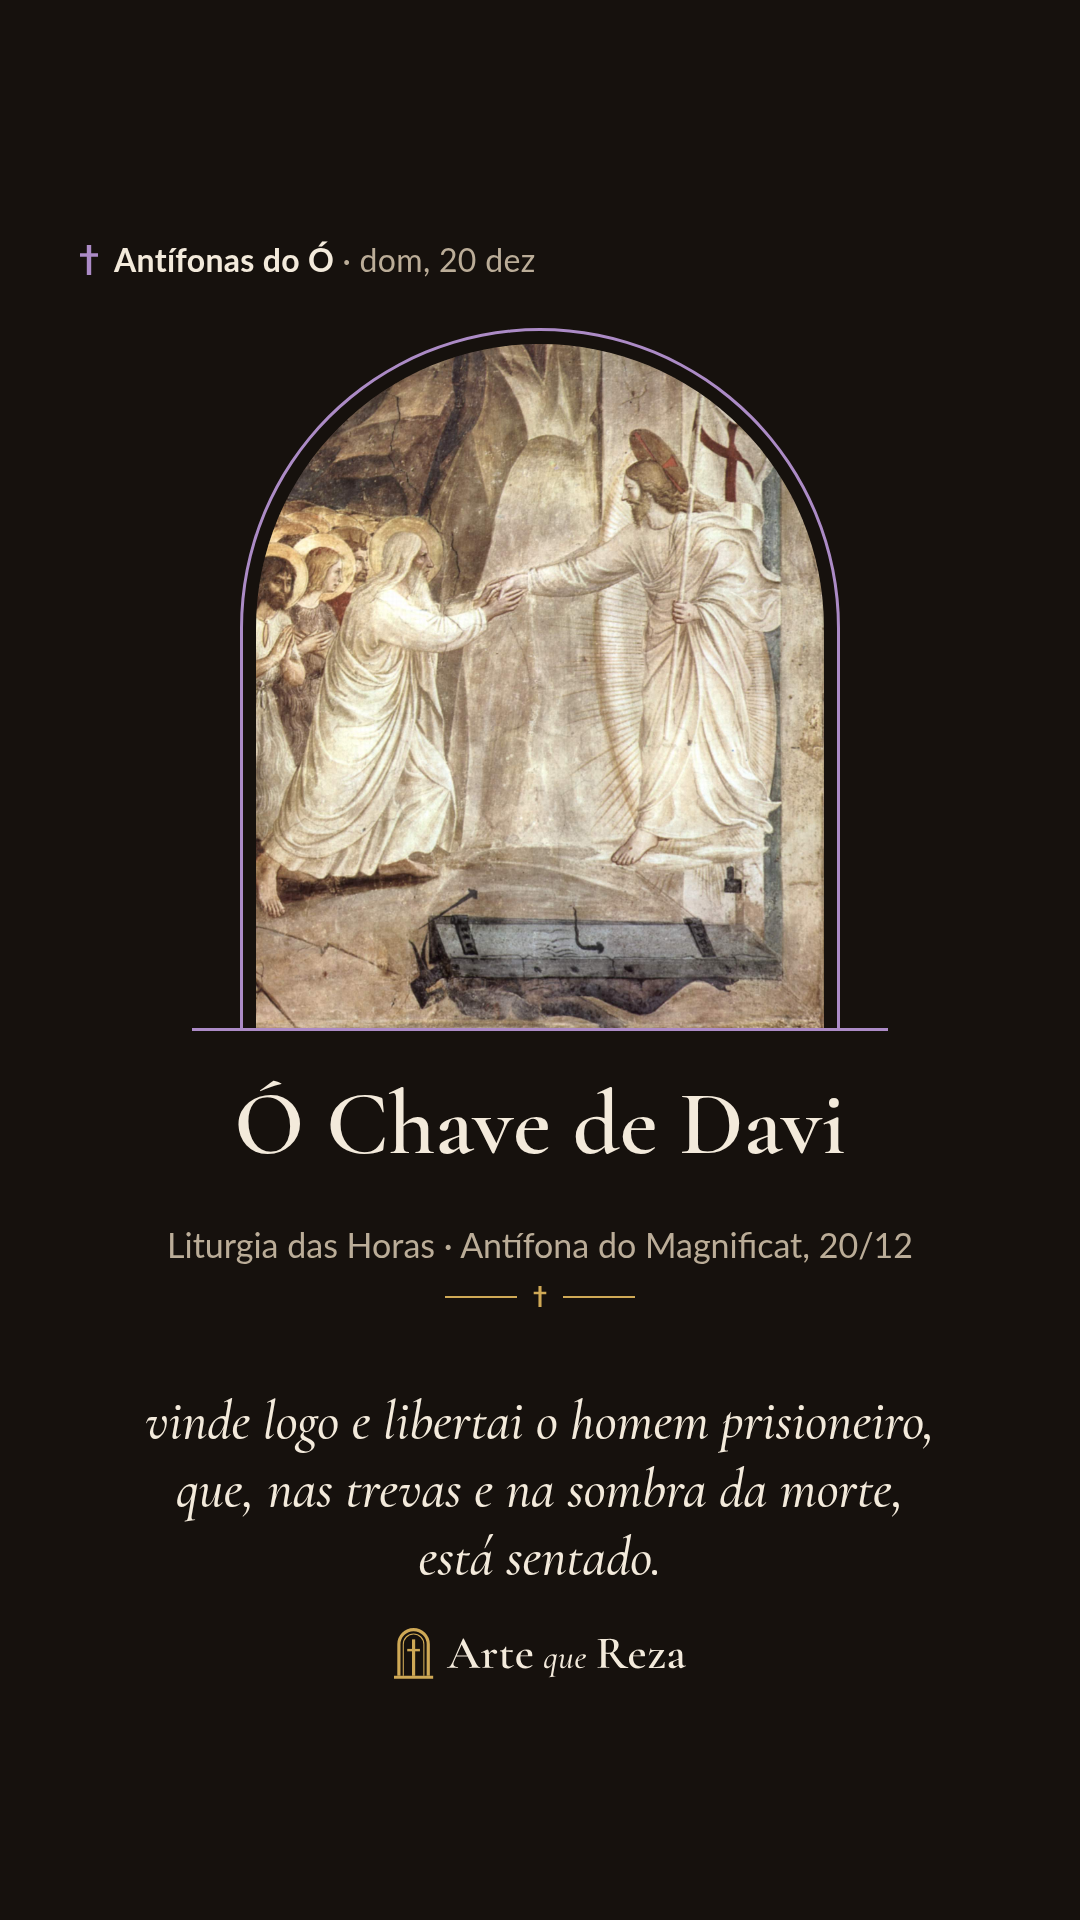 Antífonas do Ó · dom, 20 dez
Ó Chave de Davi
Liturgia das Horas · Antífona do Magnificat, 20/12
vinde logo e libertai o homem prisioneiro,
que, nas trevas e na sombra da morte,
está sentado.
Arte que Reza